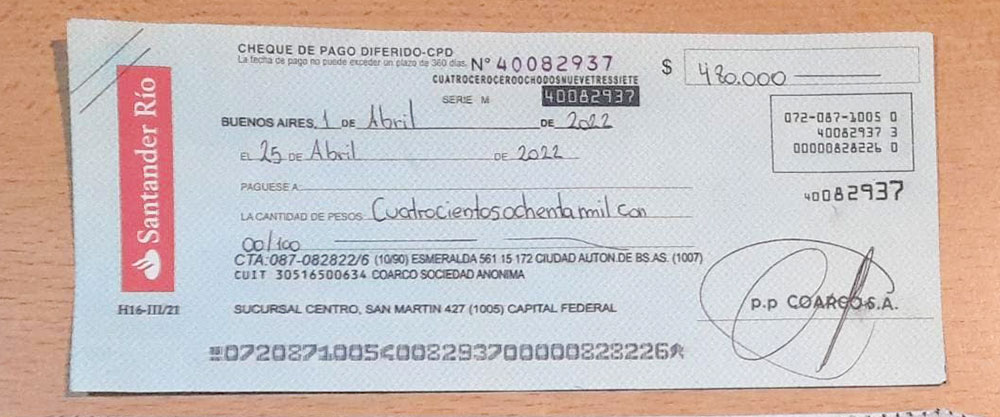 Santander Río
H16-III/21
CHEQUE DE PAGO DIFERIDO-CPD
La fecha de pago no puede exceder un plazo de 360 días.
Nº 40082937
CUATROCEROCEROOCHODOSNUEVETRESSIETE
SERIE M 40082937
$ 480.000
BUENOS AIRES, 1 DE Abril DE 2022
072-087-1005 0
40082937 3
00000828226 0
EL 25 DE Abril DE 2022
PAGUESE A
40082937
LA CANTIDAD DE PESOS Cuatrocientos ochenta mil con
00/100
CTA:087-082822/6 (10/90) ESMERALDA 561 15 172 CIUDAD AUTON.DE BS.AS. (1007)
CUIT 30516500634 COARCO SOCIEDAD ANONIMA
p.p COARCO S.A.
SUCURSAL CENTRO, SAN MARTIN 427 (1005) CAPITAL FEDERAL
0720871005<008293700000828226